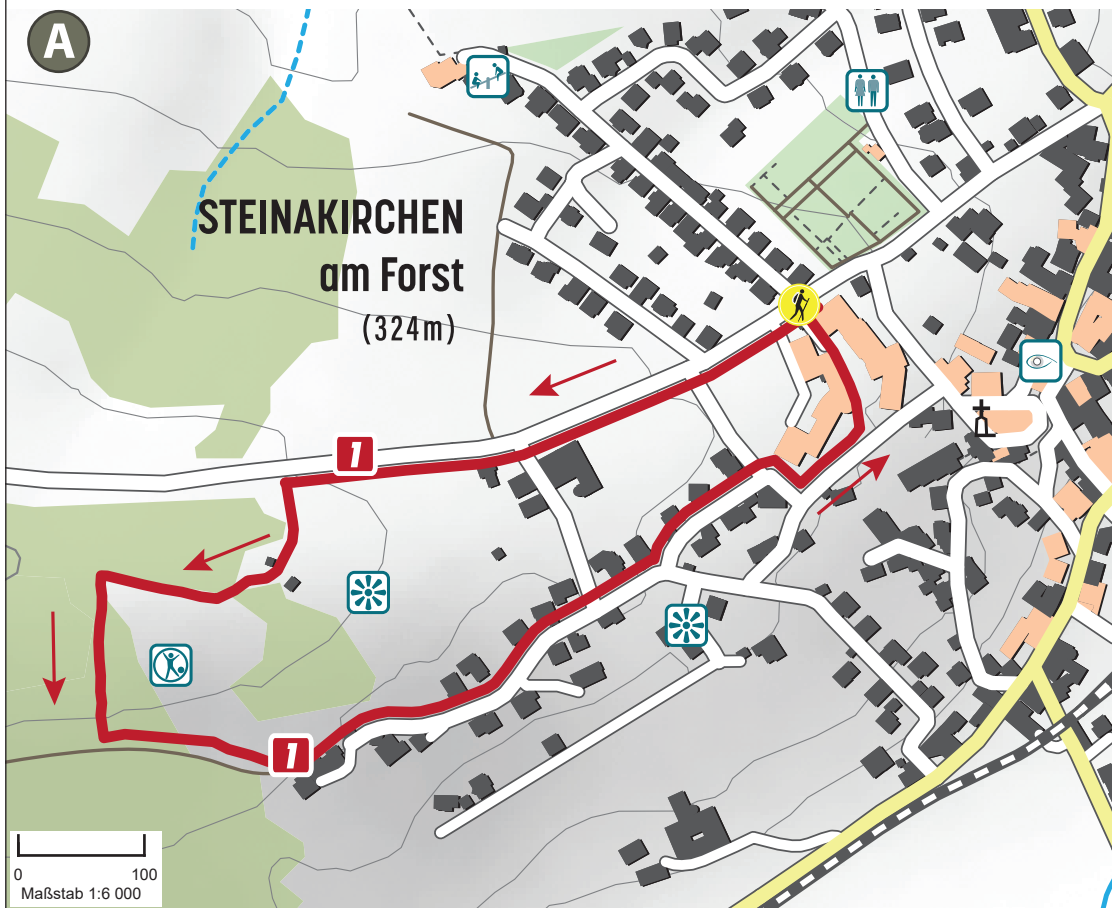 A
STEINAKIRCHEN
am Forst
(324m)
1
1
0 100
Maßstab 1:6 000